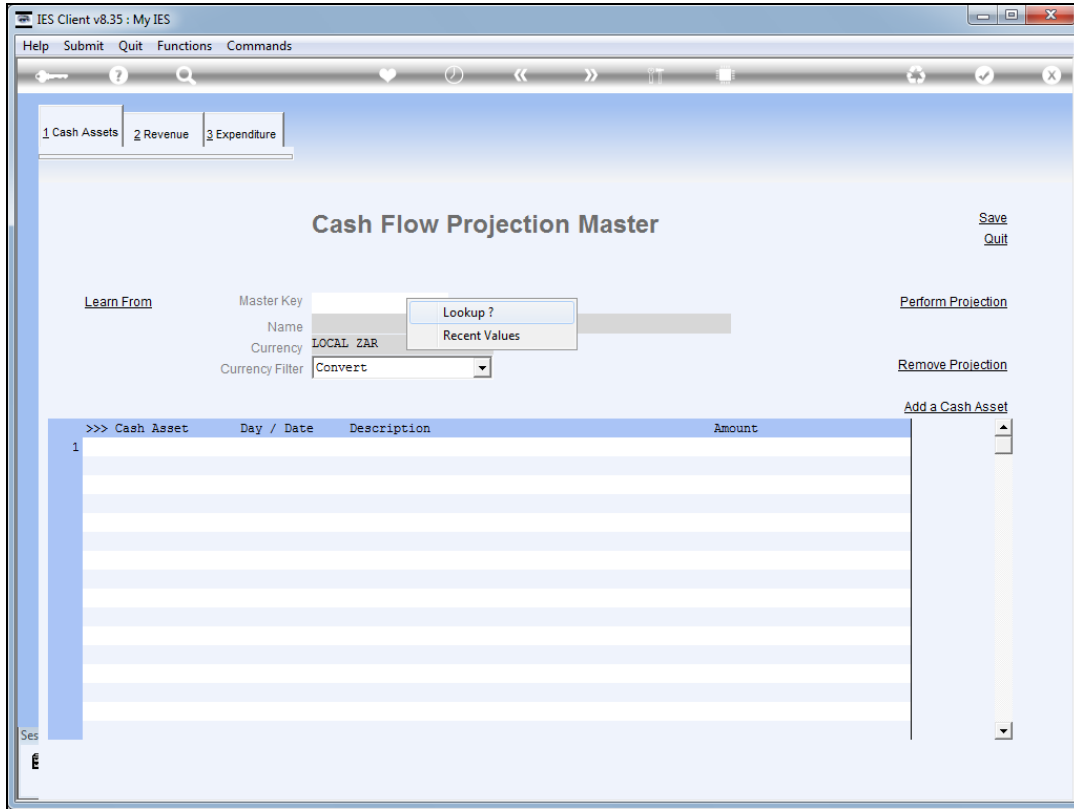 IES Client v8.35 : My IES
Help Submit Quit Functions Commands
1 Cash Assets 2 Revenue 3 Expenditure
Cash Flow Projection Master
Save
Quit
Learn From Master Key Perform Projection
Lookup ?
Name
Recent Values
Currency LOCAL ZAR
Currency Filter Convert Remove Projection
Add a Cash Asset
>>> Cash Asset Day / Date Description Amount
1
Ses